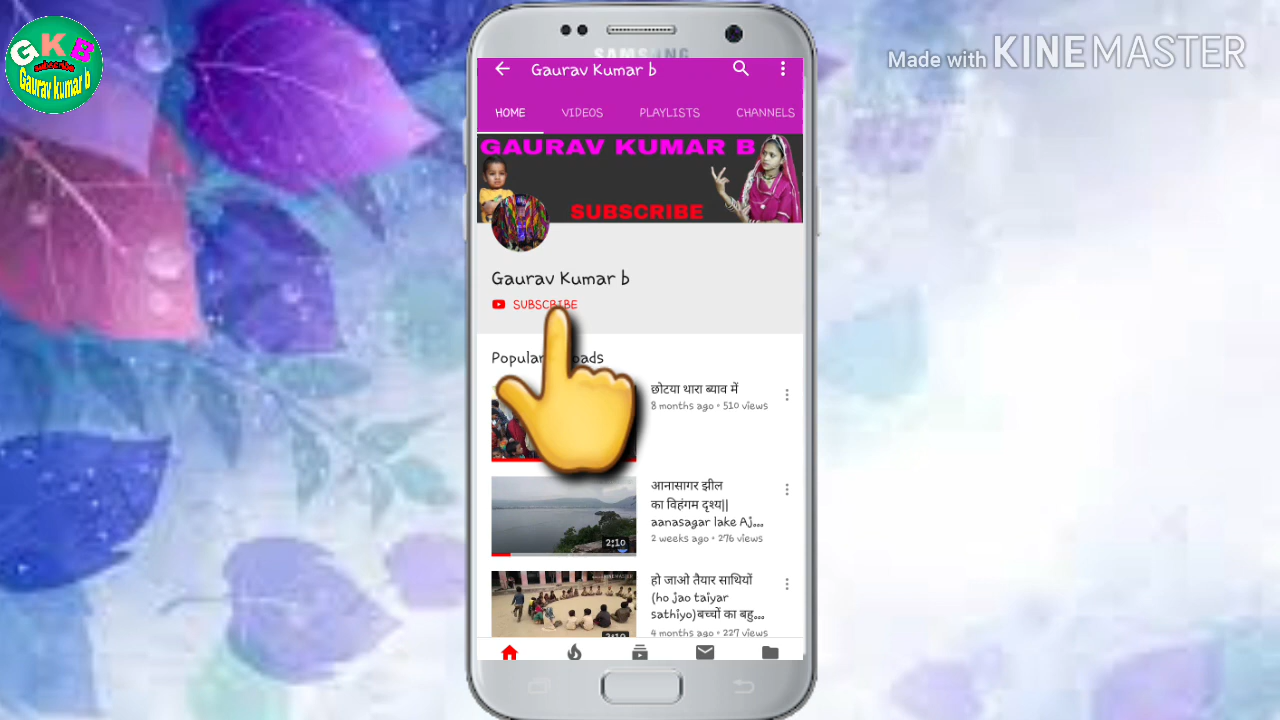 GKB
subscribe
Gaurav kumar b
Made with KINEMASTER
SAMSUNG
Gaurav Kumar b
HOME VIDEOS PLAYLISTS CHANNELS
GAURAV KUMAR B
SUBSCRIBE
Gaurav Kumar b
SUBSCRIBE
Popular
छोटया थारा ब्याव में
8 months ago • 510 views
आनासागर झील
का विहंगम दृश्य||
aanasagar lake Aj...
2 weeks ago • 276 views
2:10
हो जाओ तैयार साथियों
(ho jao taiyar
sathiyo)बच्चों का बहु...
4 months ago • 227 views